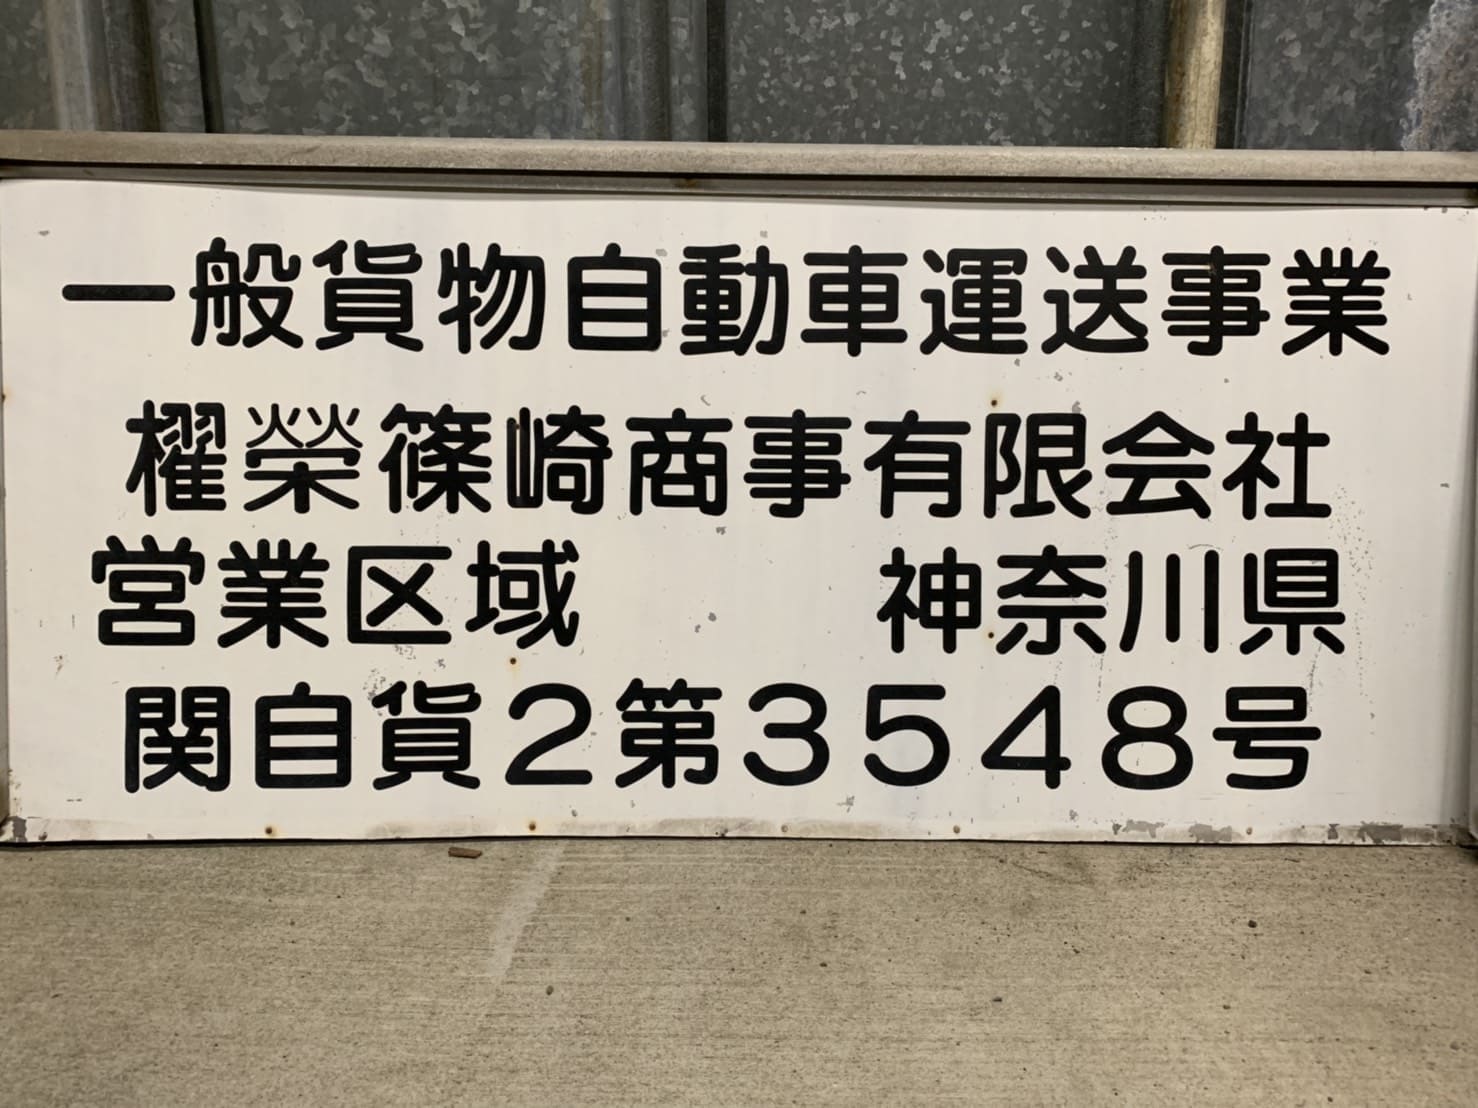 一般貨物自動車運送事業
櫂榮篠崎商事有限会社
営業区域　神奈川県
関自貨２第３５４８号